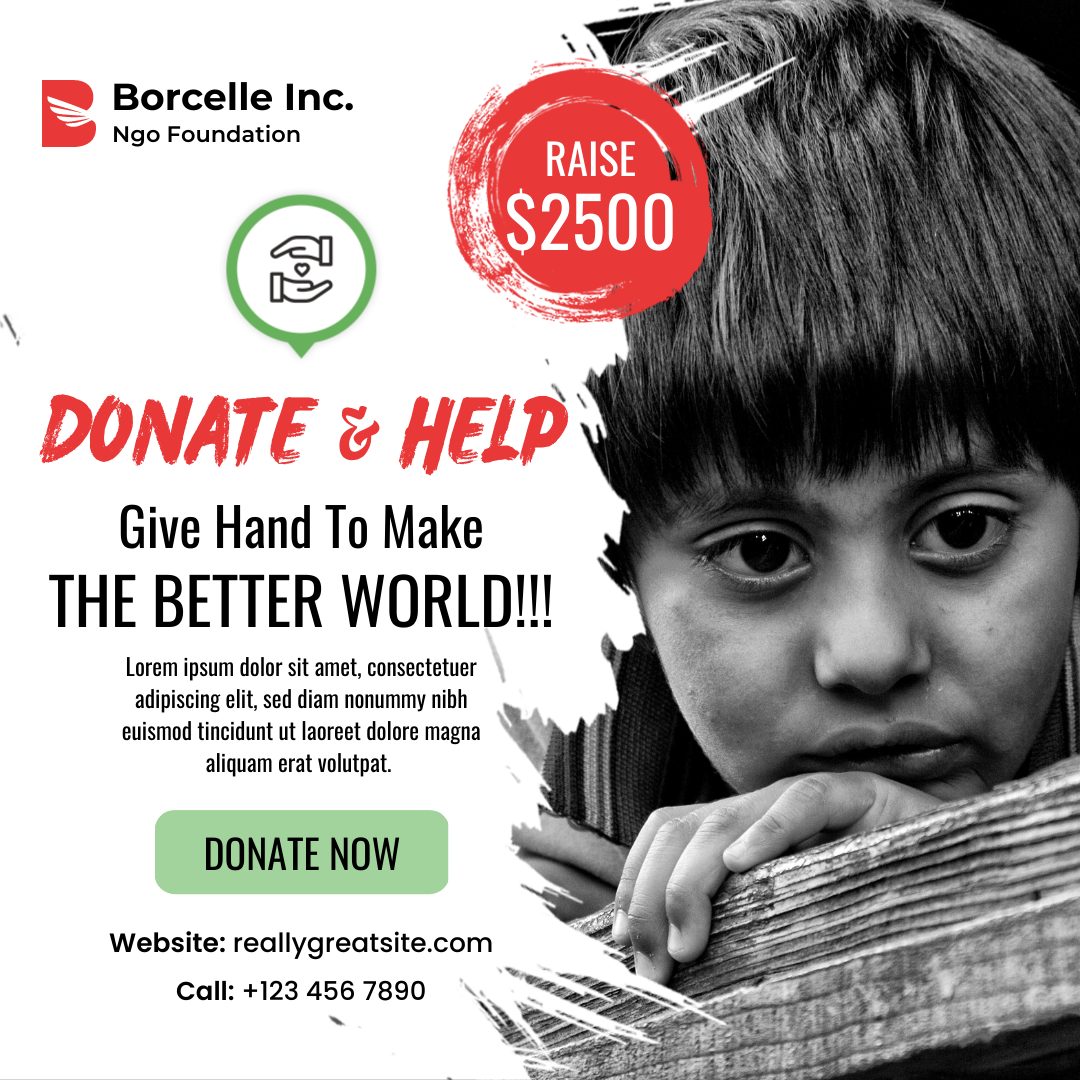 Borcelle Inc.
Ngo Foundation
RAISE
$2500
DONATE & HELP
Give Hand To Make
THE BETTER WORLD!!!
Lorem ipsum dolor sit amet, consectetuer
adipiscing elit, sed diam nonummy nibh
euismod tincidunt ut laoreet dolore magna
aliquam erat volutpat.
DONATE NOW
Website: reallygreatsite.com
Call: +123 456 7890